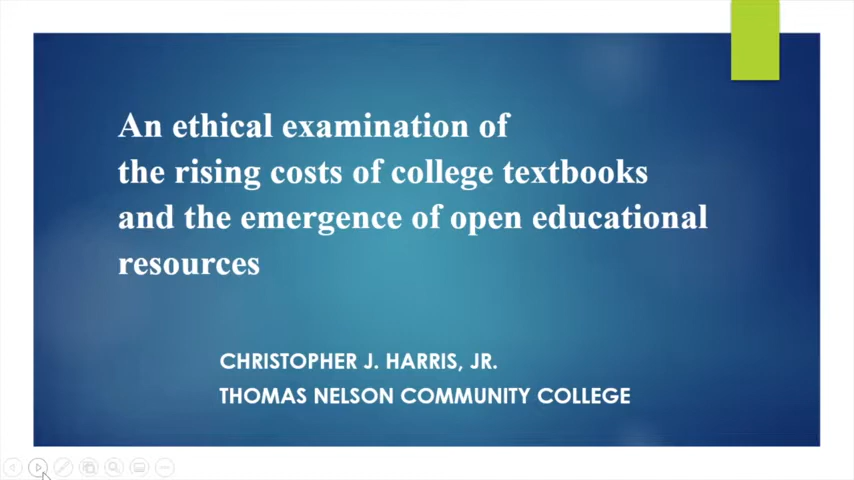 An ethical examination of
the rising costs of college textbooks
and the emergence of open educational
resources
CHRISTOPHER J. HARRIS, JR.
THOMAS NELSON COMMUNITY COLLEGE